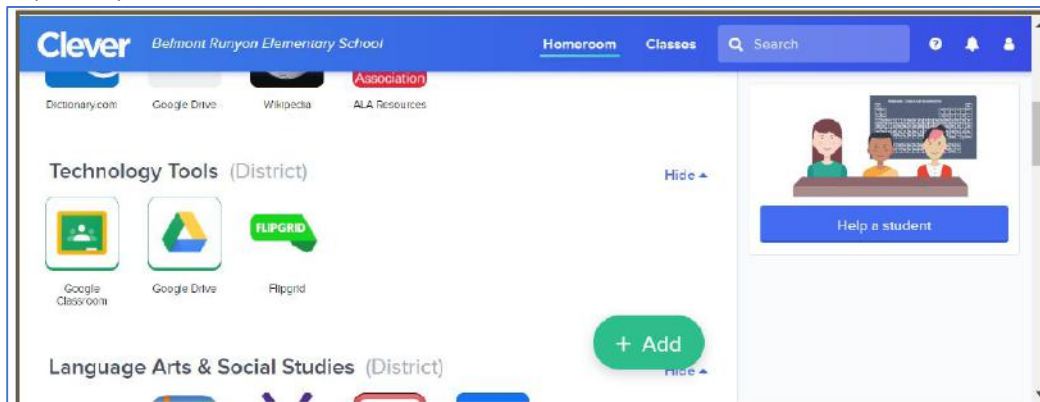 Clever Belmont Runyon Elementary School Homeroom Classes Search
Association
Dictionary.com Google Drive Wikipedia ALA Resources
Technology Tools (District) Hide
FLIPGRID
Google Classroom Google Drive Flipgrid
Help a student
+ Add
Language Arts & Social Studies (District) Hide